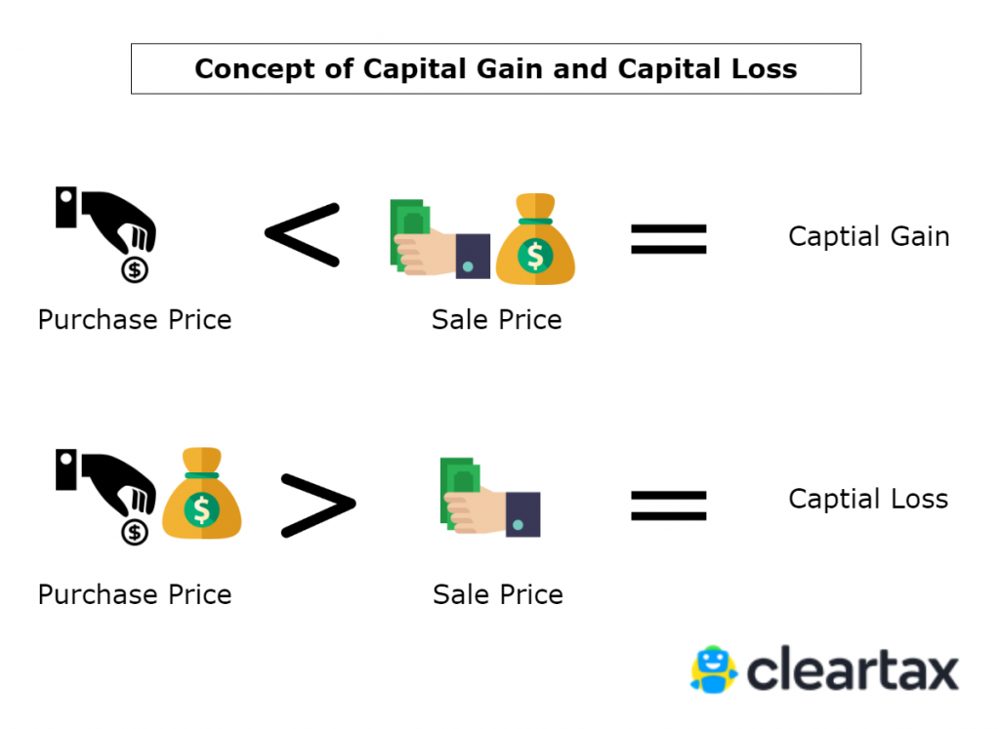 Concept of Capital Gain and Capital Loss
$ < $ = Captial Gain
Purchase Price Sale Price
$ $ > = Captial Loss
Purchase Price Sale Price
cleartax